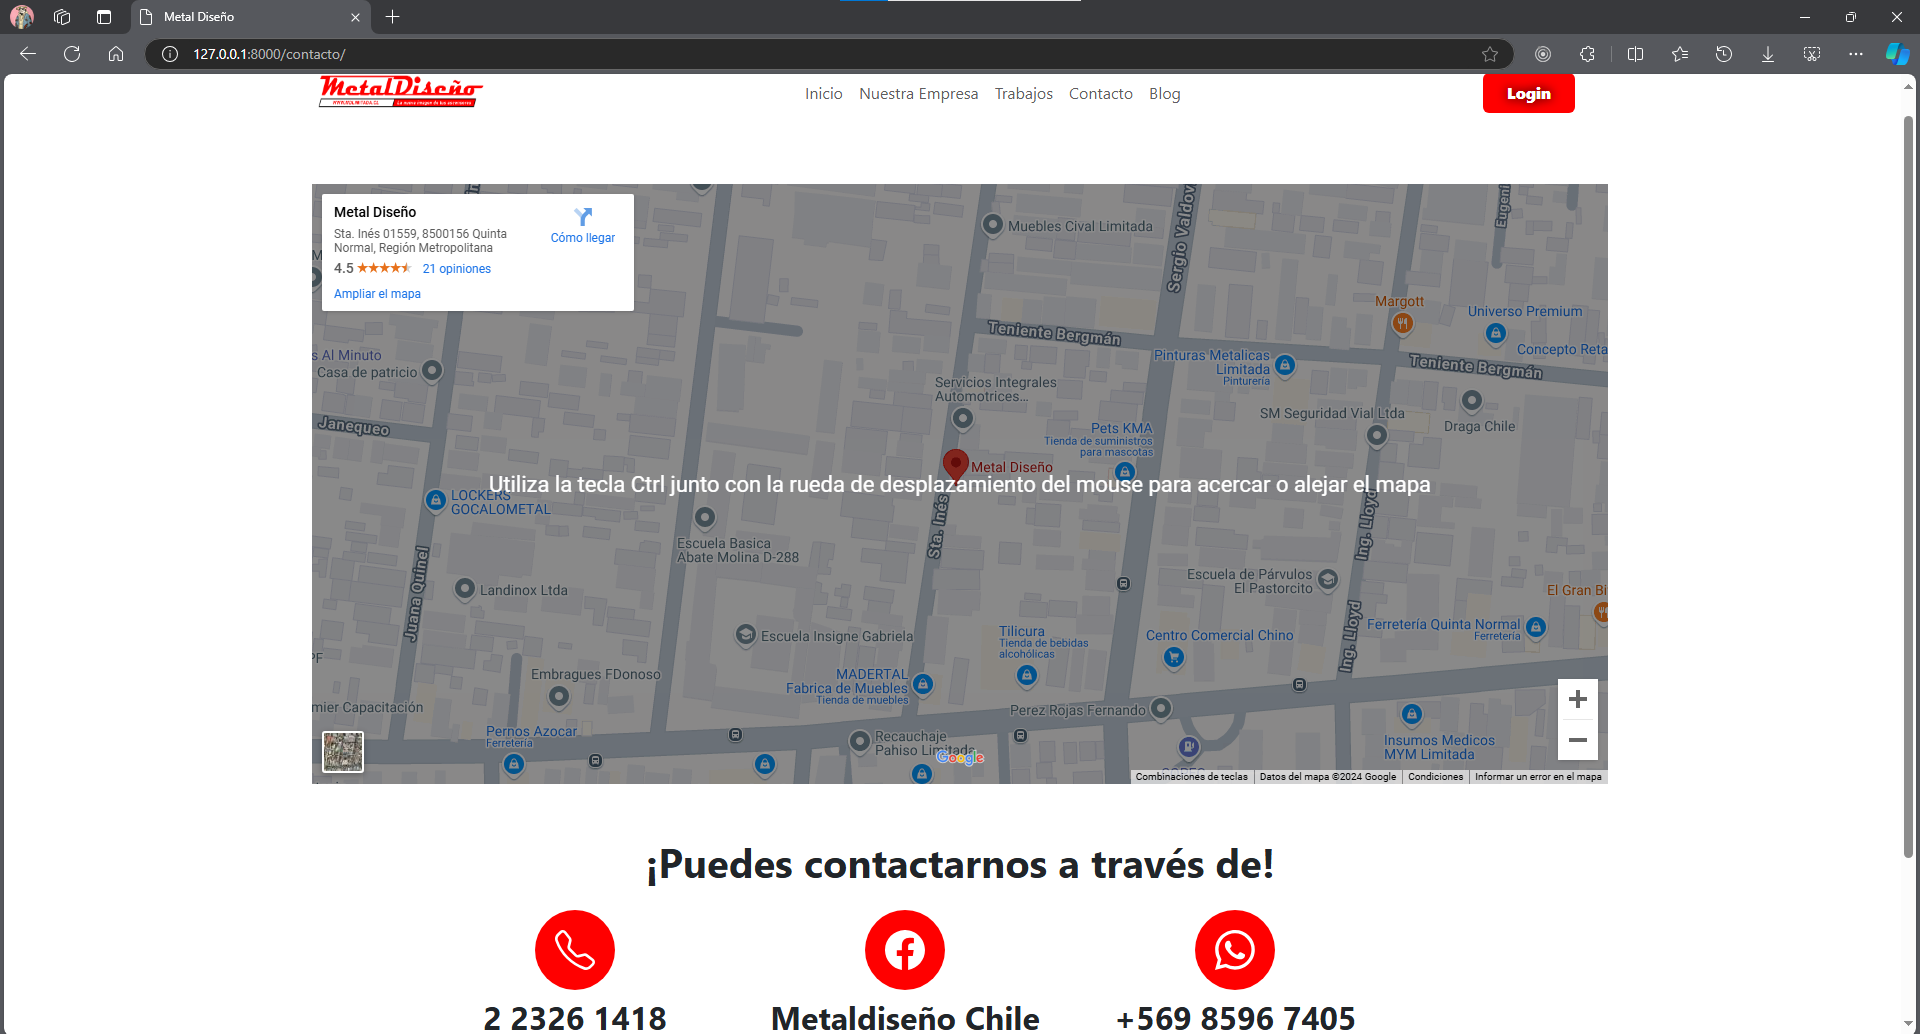 Metal Diseño
127.0.0.1:8000/contacto/
MetalDiseño
Inicio
Nuestra Empresa
Trabajos
Contacto
Blog
Login
Metal Diseño
Sta. Inés 01559, 8500156 Quinta
Normal, Región Metropolitana
4.5
21 opiniones
Ampliar el mapa
Cómo llegar
Muebles Cival Limitada
Sergio Valdov
Eugeni
Margott
Universo Premium
Concepto Reta
Teniente Bergmán
Teniente Bergmán
Pinturas Metalicas
Limitada
Pinturería
s Al Minuto
Casa de patricio
Servicios Integrales
Automotrices...
SM Seguridad Vial Ltda
Draga Chile
Janequeo
Pets KMA
Tienda de suministros
para mascotas
Metal Diseño
Utiliza la tecla Ctrl junto con la rueda de desplazamiento del mouse para acercar o alejar el mapa
LOCKERS
GOCALOMETAL
Sta. Inés
Ing. Lloyd
Escuela Basica
Abate Molina D-288
Juana Quinel
Landinox Ltda
Escuela de Párvulos
El Pastorcito
El Gran Bi
Ing. Lloyd
Escuela Insigne Gabriela
Tilicura
Tienda de bebidas
alcohólicas
Centro Comercial Chino
Ferretería Quinta Normal
Ferretería
PF
Embragues FDonoso
MADERTAL
Fabrica de Muebles
Tienda de muebles
mier Capacitación
Perez Rojas Fernando
Pernos Azocar
Ferretería
Recauchaje
Pahiso Limitada
Insumos Medicos
MYM Limitada
Google
Combinaciones de teclas
Datos del mapa ©2024 Google
Condiciones
Informar un error en el mapa
¡Puedes contactarnos a través de!
2 2326 1418
Metaldiseño Chile
+569 8596 7405